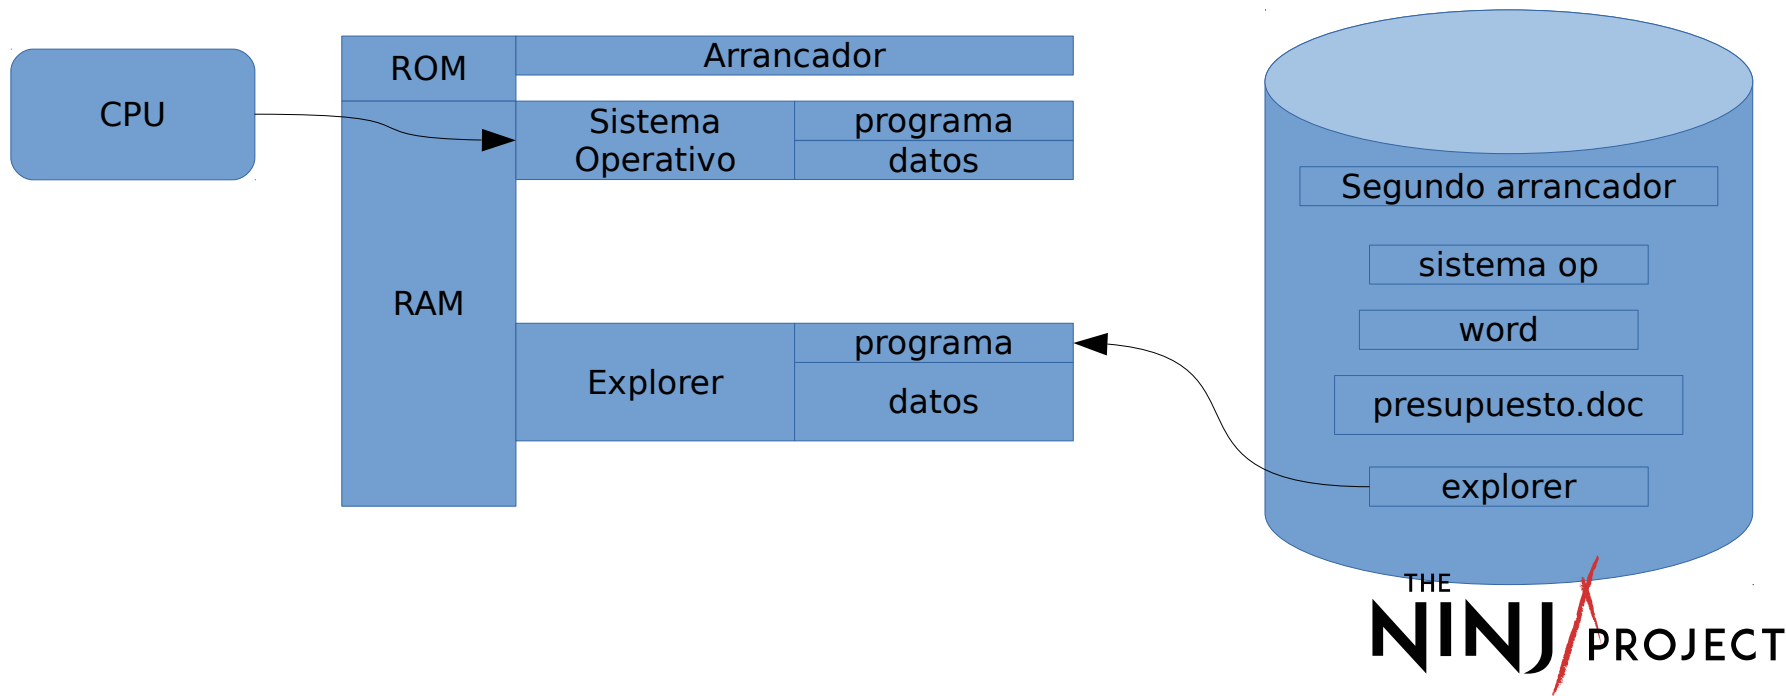 CPU
ROM
Arrancador
Sistema
Operativo
programa
datos
RAM
Explorer
programa
datos
Segundo arrancador
sistema op
word
presupuesto.doc
explorer
THE
NINJA PROJECT